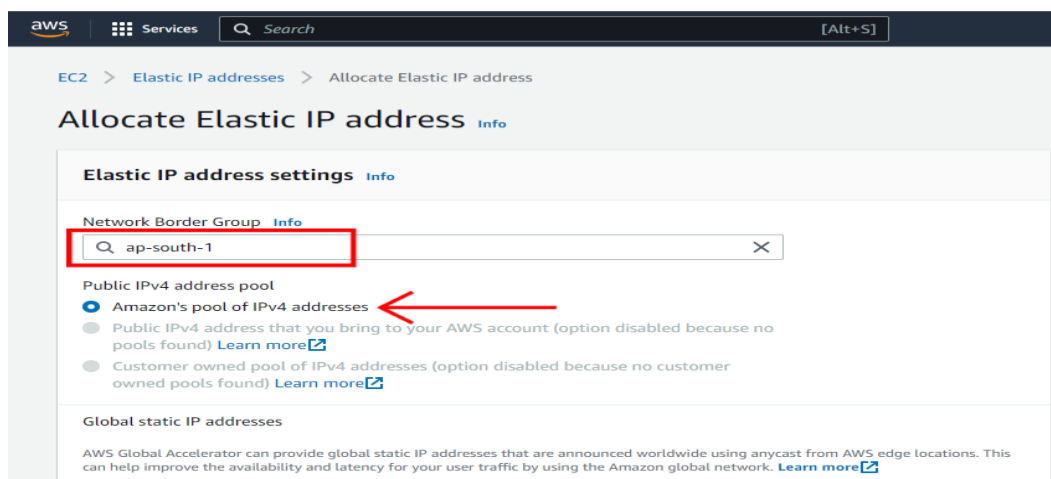 aws Services Search [Alt+S]
EC2 > Elastic IP addresses > Allocate Elastic IP address
Allocate Elastic IP address Info
Elastic IP address settings Info
Network Border Group Info
ap-south-1
Public IPv4 address pool
Amazon's pool of IPv4 addresses
Public IPv4 address that you bring to your AWS account (option disabled because no
pools found) Learn more
Customer owned pool of IPv4 addresses (option disabled because no customer
owned pools found) Learn more
Global static IP addresses
AWS Global Accelerator can provide global static IP addresses that are announced worldwide using anycast from AWS edge locations. This
can help improve the availability and latency for your user traffic by using the Amazon global network. Learn more